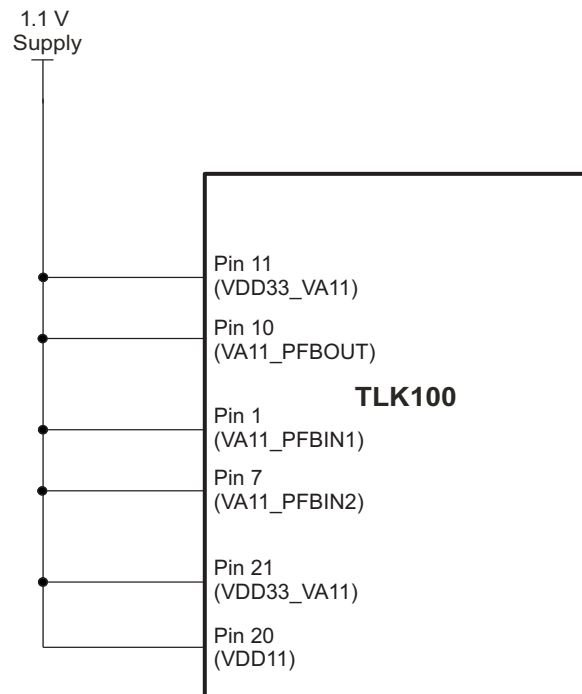 1.1 V
Supply
Pin 11
(VDD33_VA11)
Pin 10
(VA11_PFBOUT)
TLK100
Pin 1
(VA11_PFBIN1)
Pin 7
(VA11_PFBIN2)
Pin 21
(VDD33_VA11)
Pin 20
(VDD11)